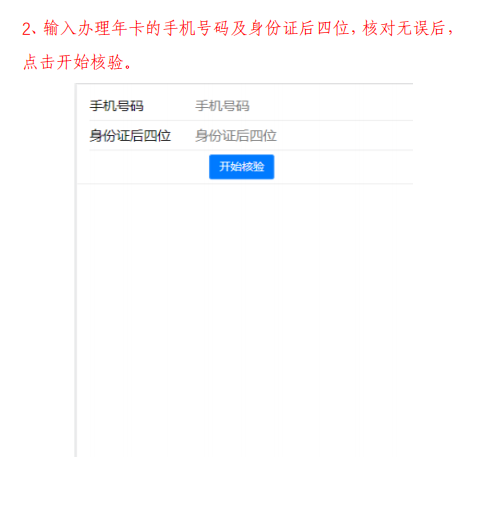 2、输入办理年卡的手机号码及身份证后四位，核对无误后，
点击开始核验。
手机号码 手机号码
身份证后四位 身份证后四位
开始核验